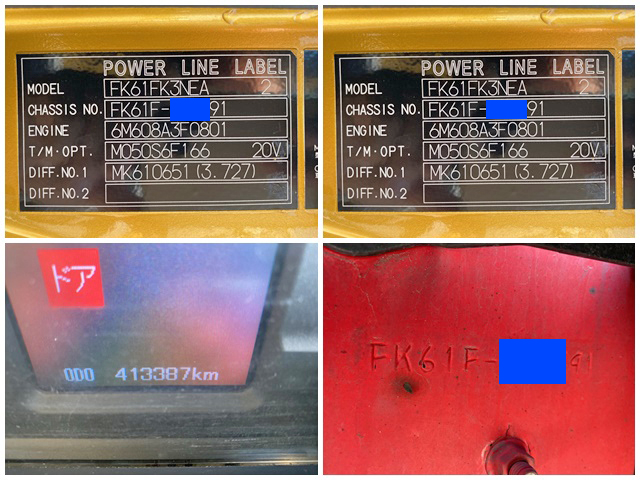 POWER LINE LABEL
MODEL FK61FK3NEA 2
CHASSIS NO. FK61F- 91
ENGINE 6M608A3F0801
T/M·OPT. M050S6F166 20V
DIFF.NO.1 MK610651(3.727)
DIFF.NO.2
POWER LINE LABEL
MODEL FK61FK3NEA 2
CHASSIS NO. FK61F- 91
ENGINE 6M608A3F0801
T/M·OPT. M050S6F166 20V
DIFF.NO.1 MK610651(3.727)
DIFF.NO.2
ドア
ODO 413387km
FK61F- 91